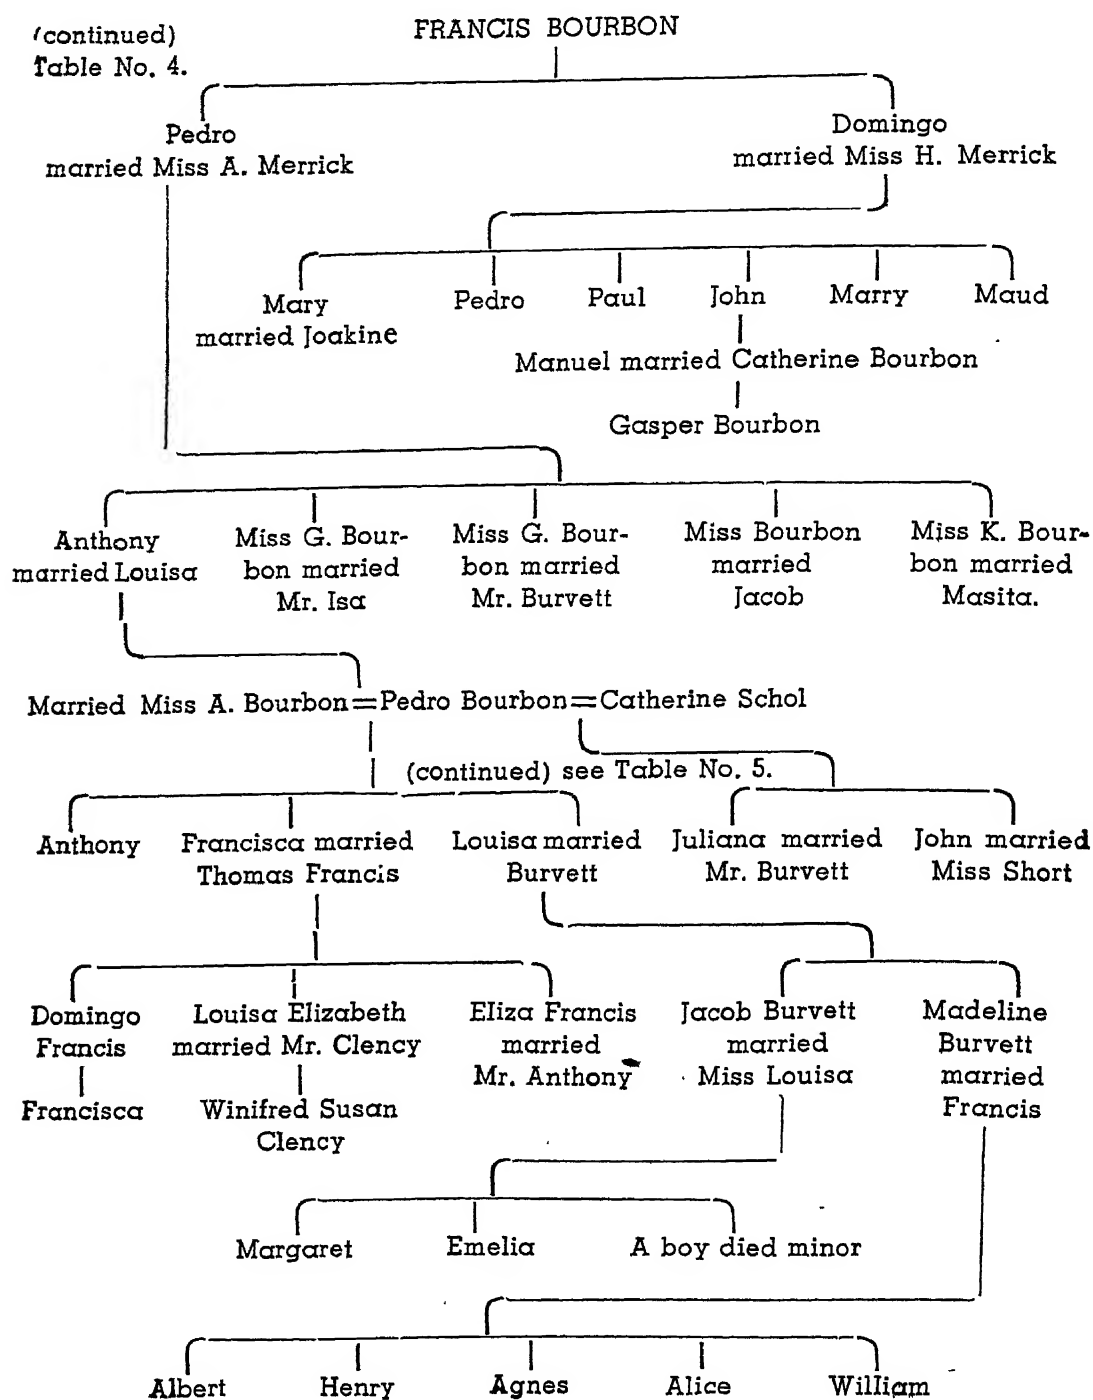 (continued)
Table No. 4.
FRANCIS BOURBON
Pedro
married Miss A. Merrick
Domingo
married Miss H. Merrick
Mary
married Joakine
Pedro
Paul
John
Marry
Maud
Manuel married Catherine Bourbon
Gasper Bourbon
Anthony
married Louisa
Miss G. Bour-
bon married
Mr. Isa
Miss G. Bour-
bon married
Mr. Burvett
Miss Bourbon
married
Jacob
Miss K. Bour-
bon married
Masita.
Married Miss A. Bourbon=Pedro Bourbon=Catherine Schol
(continued) see Table No. 5.
Anthony
Francisca married
Thomas Francis
Louisa married
Burvett
Juliana married
Mr. Burvett
John married
Miss Short
Domingo
Francis
Louisa Elizabeth
married Mr. Clency
Eliza Francis
married
Mr. Anthony
Jacob Burvett
married
Miss Louisa
Madeline
Burvett
married
Francis
Francisca
Winifred Susan
Clency
Margaret
Emelia
A boy died minor
Albert
Henry
Agnes
Alice
William